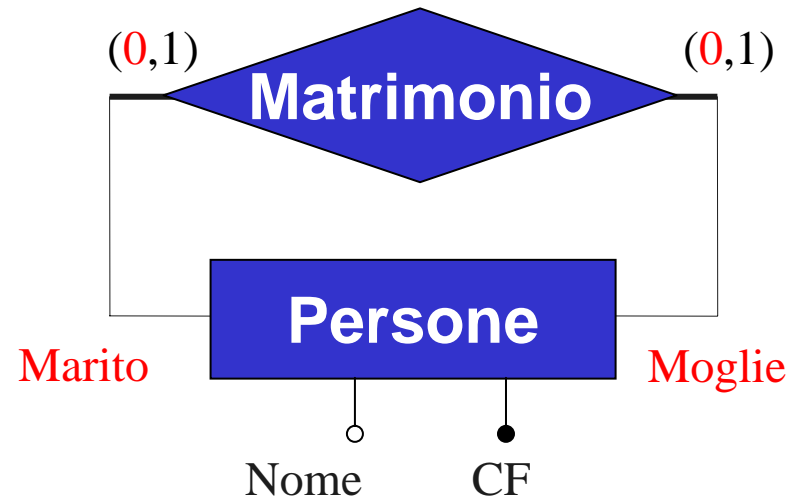 (0,1) (0,1)
Matrimonio
Persone
Marito Moglie
Nome CF